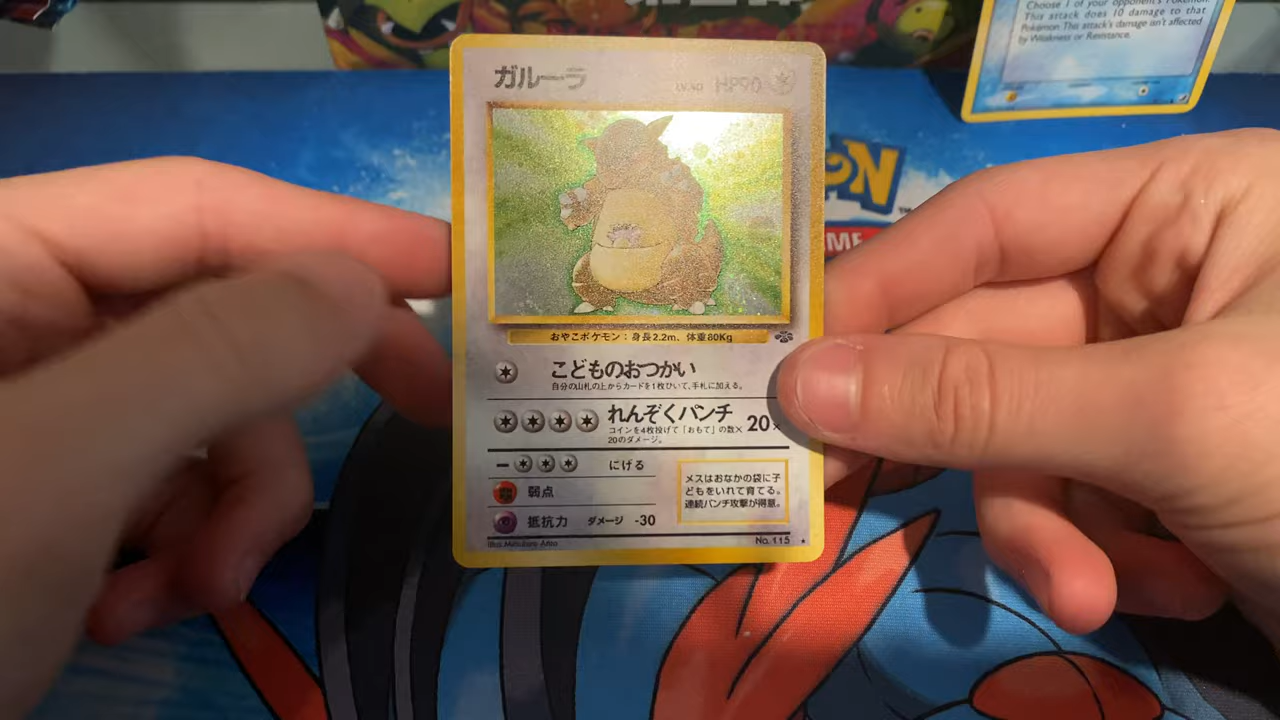 Choose 1 of your opponent's Pokémon.
This attack does 10 damage to that
Pokémon. This attack's damage isn't affected
by Weakness or Resistance.
ガルーラ
LV.40 HP90
おやこポケモン：身長2.2m、体重80Kg
こどものおつかい
自分の山札の上からカードを1枚ひいて、手札に加える。
れんぞくパンチ 20×
コインを4枚投げて「おもて」の数×
20のダメージ。
ー にげる
弱点
抵抗力 ダメージ -30
メスはおなかの袋に子
どもをいれて育てる。
連続パンチ攻撃が得意。
Illus. Mitsuhiro Arita
No. 115 ★
ON
ME